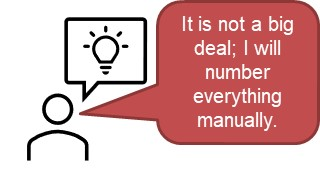 It is not a big
deal; I will
number
everything
manually.